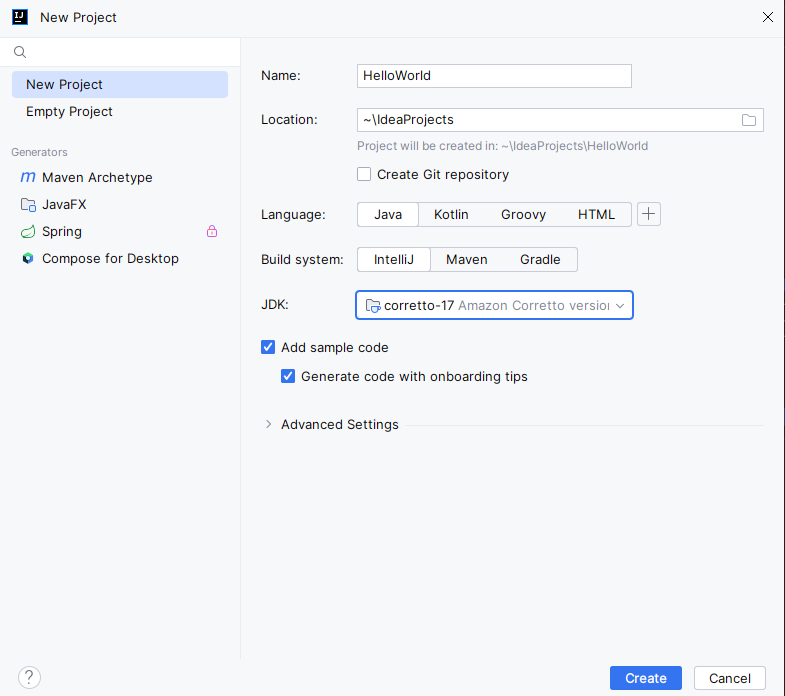 New Project
New Project
Empty Project
Generators
Maven Archetype
JavaFX
Spring
Compose for Desktop
Name: HelloWorld
Location: ~\IdeaProjects
Project will be created in: ~\IdeaProjects\HelloWorld
Create Git repository
Language: Java Kotlin Groovy HTML
Build system: IntelliJ Maven Gradle
JDK: corretto-17 Amazon Corretto version
Add sample code
Generate code with onboarding tips
Advanced Settings
? Create Cancel